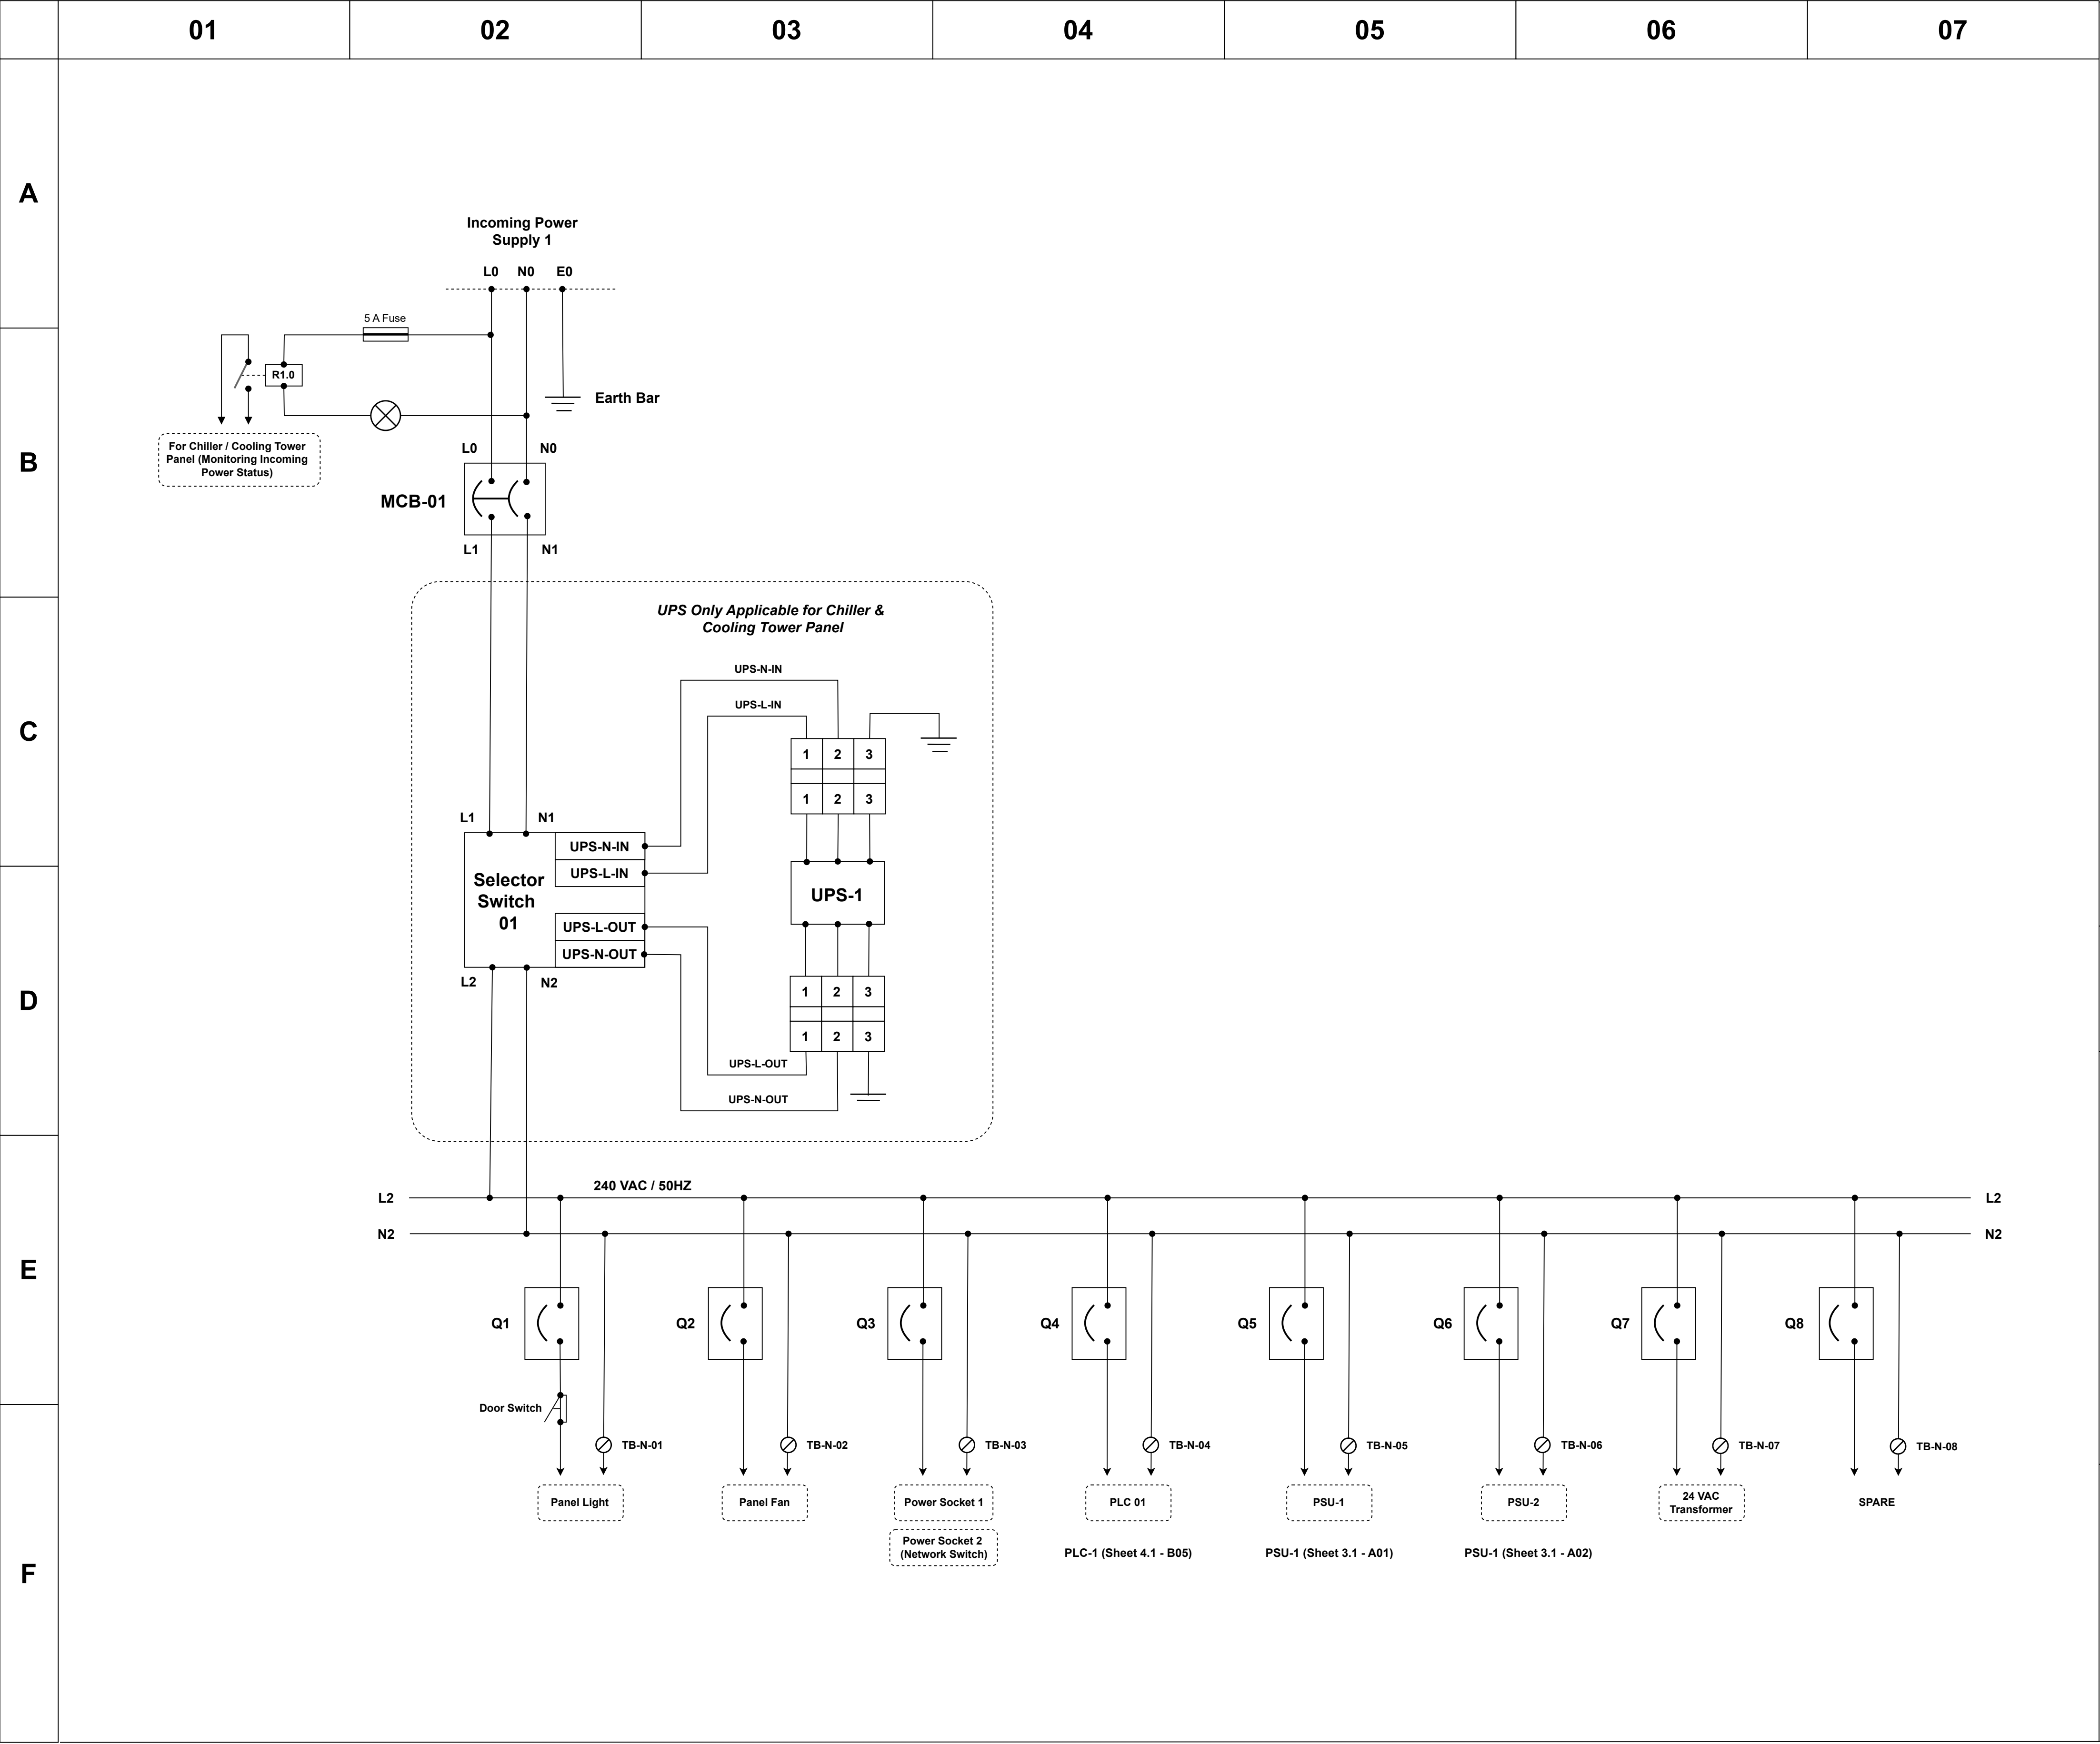 01
02
03
04
05
06
07
A
B
C
D
E
F
Incoming Power
Supply 1
L0
N0
E0
5 A Fuse
R1.0
Earth Bar
For Chiller / Cooling Tower
Panel (Monitoring Incoming
Power Status)
L0
N0
MCB-01
L1
N1
UPS Only Applicable for Chiller &
Cooling Tower Panel
UPS-N-IN
UPS-L-IN
1
2
3
1
2
3
L1
N1
UPS-N-IN
UPS-L-IN
Selector
Switch
01
UPS-L-OUT
UPS-N-OUT
UPS-1
L2
N2
1
2
3
1
2
3
UPS-L-OUT
UPS-N-OUT
240 VAC / 50HZ
L2
L2
N2
N2
Q1
Q2
Q3
Q4
Q5
Q6
Q7
Q8
Door Switch
TB-N-01
TB-N-02
TB-N-03
TB-N-04
TB-N-05
TB-N-06
TB-N-07
TB-N-08
Panel Light
Panel Fan
Power Socket 1
Power Socket 2
(Network Switch)
PLC 01
PLC-1 (Sheet 4.1 - B05)
PSU-1
PSU-1 (Sheet 3.1 - A01)
PSU-2
PSU-1 (Sheet 3.1 - A02)
24 VAC
Transformer
SPARE